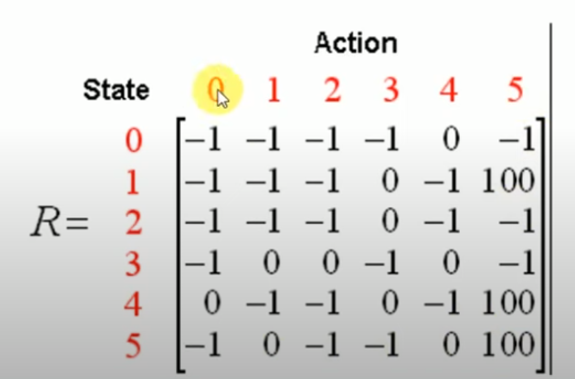 Action
State 0 1 2 3 4 5
0 −1 −1 −1 −1 0 −1
1 −1 −1 −1 0 −1 100
R= 2 −1 −1 −1 0 −1 −1
3 −1 0 0 −1 0 −1
4 0 −1 −1 0 −1 100
5 −1 0 −1 −1 0 100